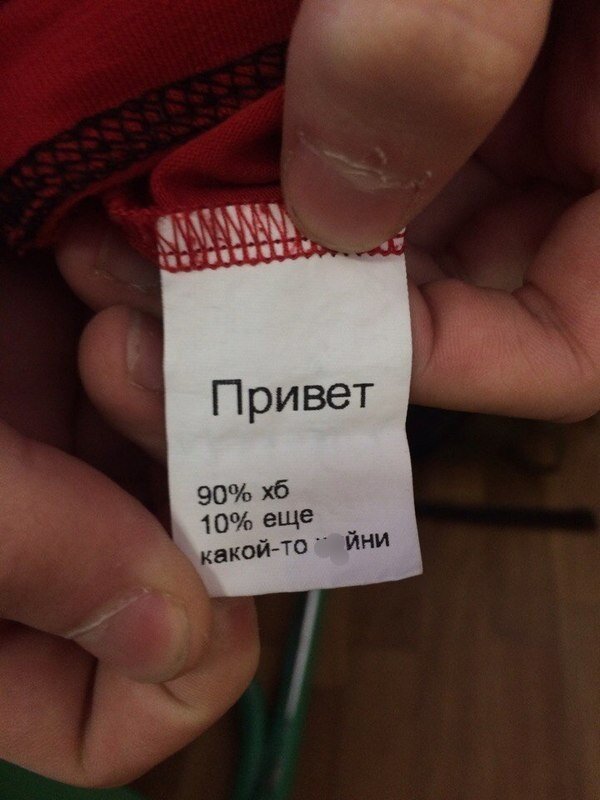 Привет
90% хб
10% еще
какой-то